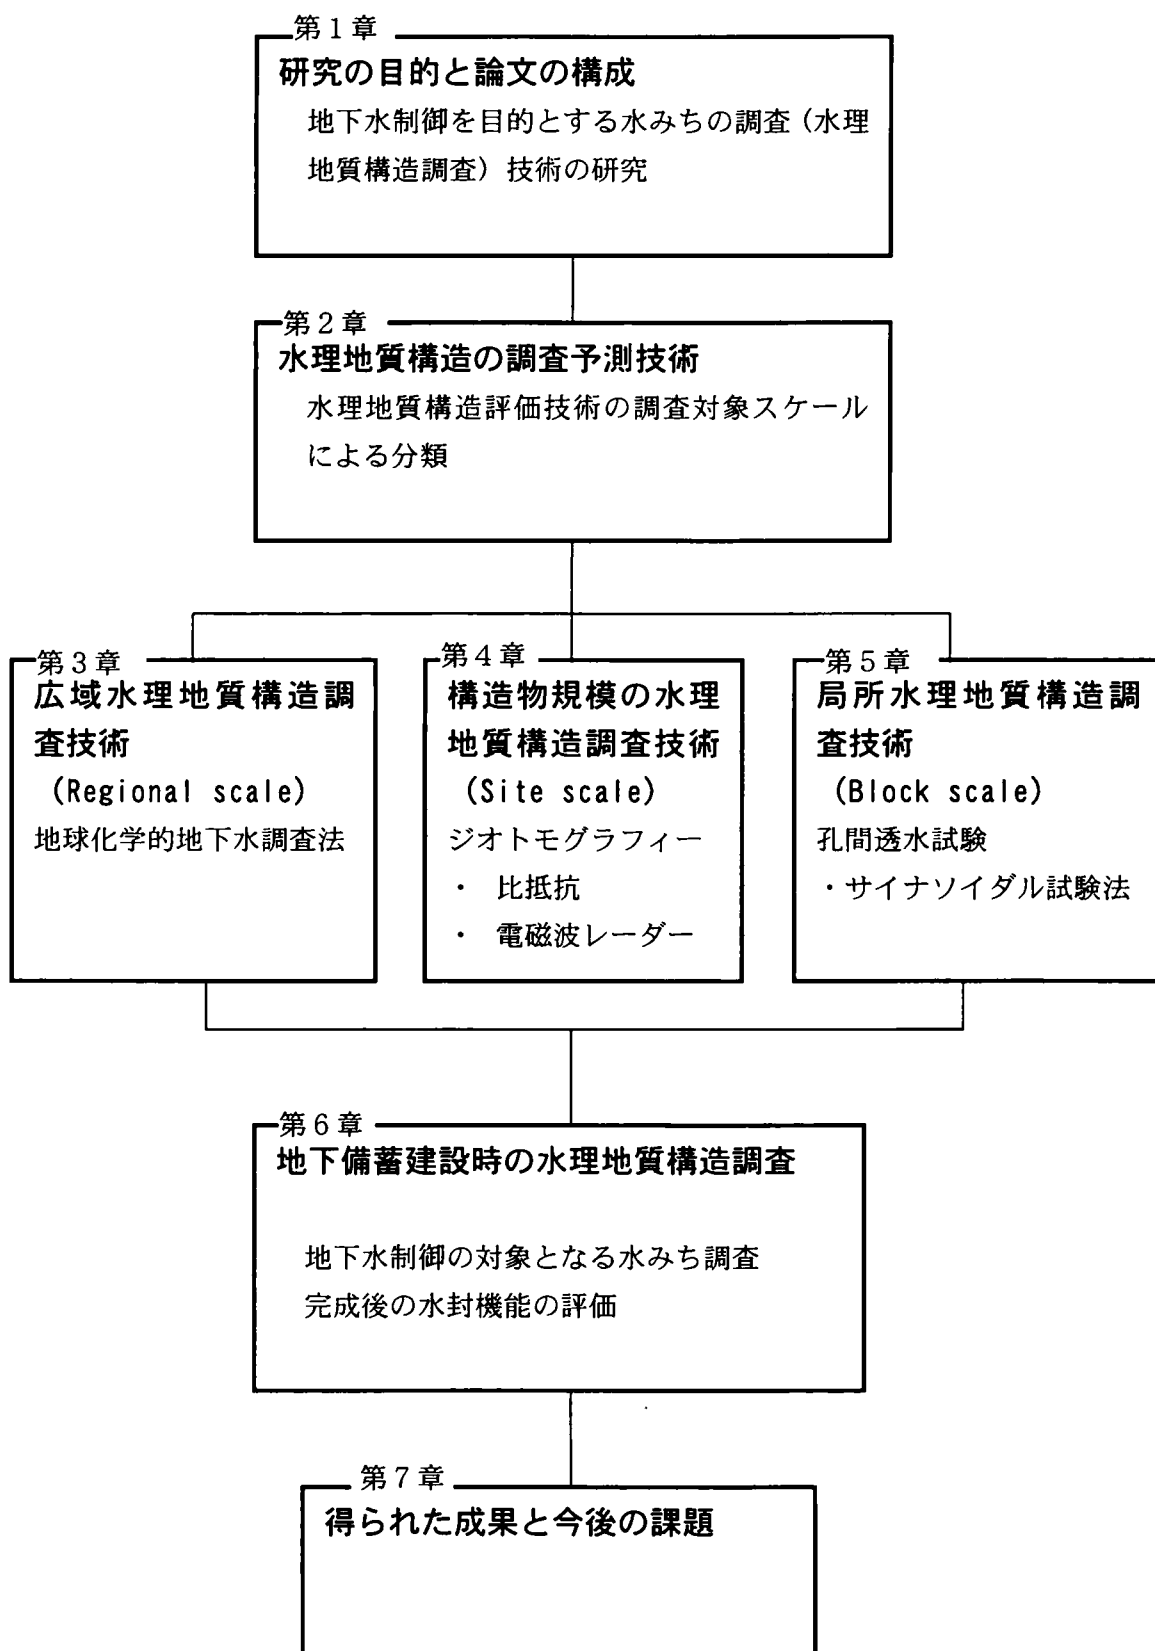 第1章
研究の目的と論文の構成
地下水制御を目的とする水みちの調査(水理
地質構造調査)技術の研究
第2章
水理地質構造の調査予測技術
水理地質構造評価技術の調査対象スケール
による分類
第3章
広域水理地質構造調
査技術
(Regional scale)
地球化学的地下水調査法
第4章
構造物規模の水理
地質構造調査技術
(Site scale)
ジオトモグラフィー
・ 比抵抗
・ 電磁波レーダー
第5章
局所水理地質構造調
査技術
(Block scale)
孔間透水試験
・サイナソイダル試験法
第6章
地下備蓄建設時の水理地質構造調査
地下水制御の対象となる水みち調査
完成後の水封機能の評価
第7章
得られた成果と今後の課題